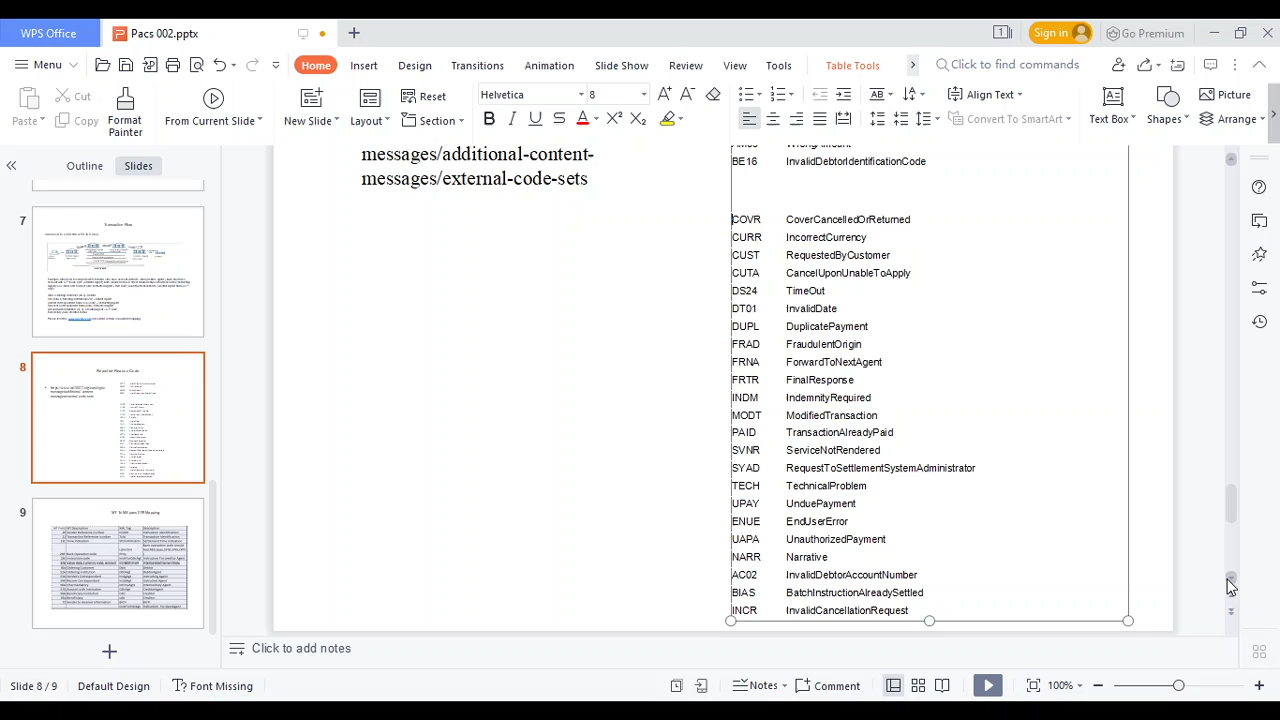 WPS Office
Pacs 002.pptx
Sign in
Go Premium
Menu
Home
Insert
Design
Transitions
Animation
Slide Show
Review
View
Tools
Table Tools
Click to find commands
Paste
Cut
Copy
Format
Painter
From Current Slide
New Slide
Layout
Reset
Section
Helvetica
8
Align Text
Convert To SmartArt
Text Box
Shapes
Picture
Arrange
Outline
Slides
7
8
9
messages/additional-content-
messages/external-code-sets
BE16 InvalidDebtorIdentificationCode
COVR CoverCancelledOrReturned
CURR IncorrectCurrency
CUST RequestedByCustomer
CUTA CancelUponUnableToApply
DS24 TimeOut
DT01 InvalidDate
DUPL DuplicatePayment
FRAD FraudulentOrigin
FRNA ForwardToNextAgent
FRTR FinalResponse
INDM IndemnityRequired
MODT ModifiedTransaction
PAID TransactionAlreadyPaid
SVNR ServiceNotRendered
SYAD RequestToSettlementSystemAdministrator
TECH TechnicalProblem
UPAY UnduePayment
ENUE EndUserError
UAPA UnauthorizedPayment
NARR Narrative
AC02 InvalidDebtorAccountNumber
BIAS BatchInstructionAlreadySettled
INCR InvalidCancellationRequest
Click to add notes
Slide 8 / 9
Default Design
Font Missing
Notes
Comment
100%